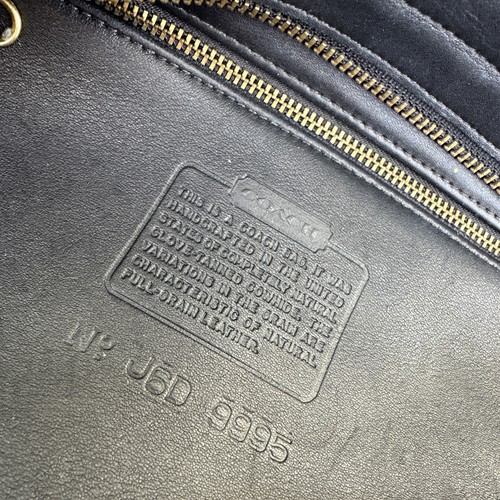 COACH
THIS IS A COACH BAG. IT WAS
HANDCRAFTED IN THE UNITED
STATES OF COMPLETELY NATURAL
GLOVE-TANNED COWHIDE. THE
VARIATIONS IN THE GRAIN ARE
CHARACTERISTIC OF NATURAL
FULL-GRAIN LEATHER.
No: J6D 9995